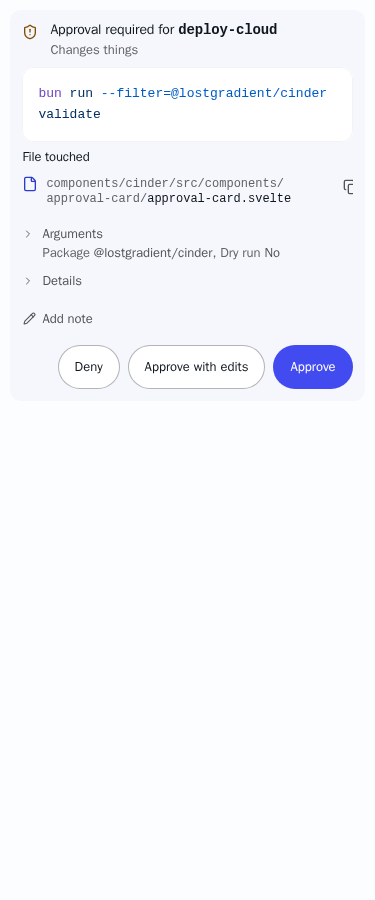 Approval required for deploy-cloud
Changes things
bun run --filter=@lostgradient/cinder
validate
File touched
components/cinder/src/components/
approval-card/approval-card.svelte
Arguments
Package @lostgradient/cinder, Dry run No
Details
Add note
Deny
Approve with edits
Approve